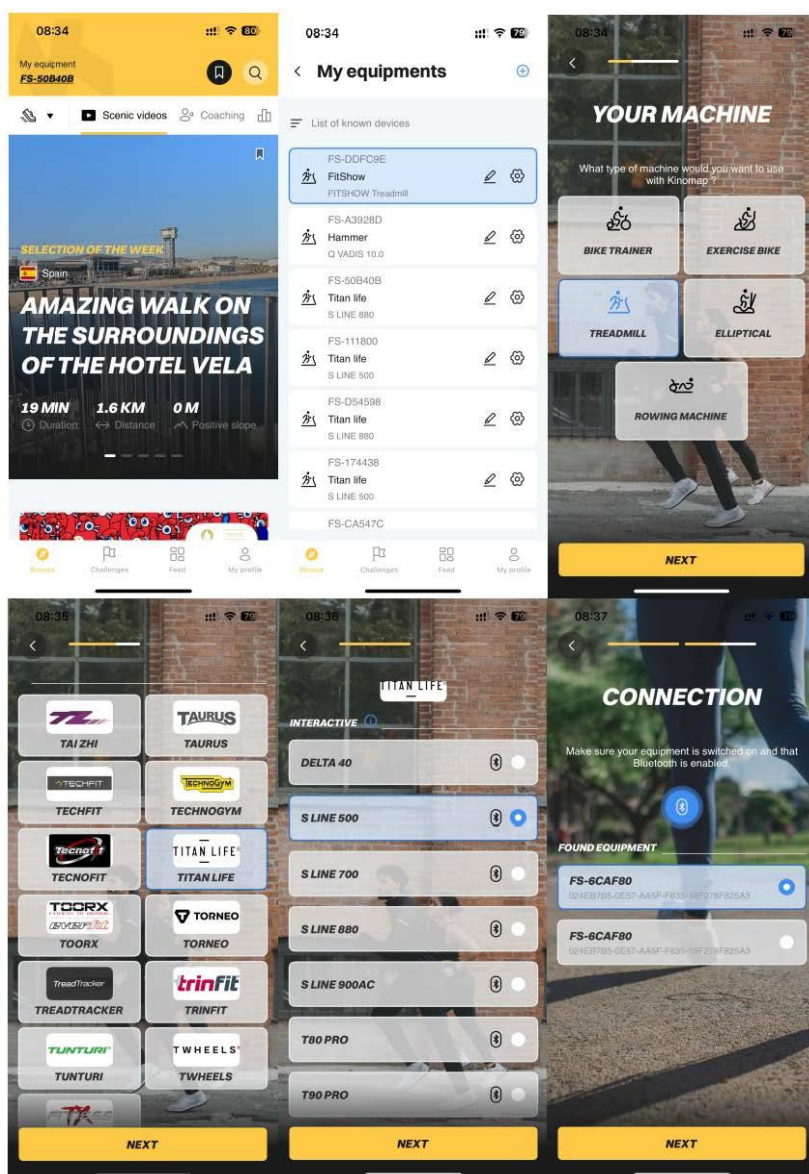 08:34
80
My equipment
FS-50B40B
Scenic videos
Coaching
SELECTION OF THE WEEK
Spain
AMAZING WALK ON
THE SURROUNDINGS
OF THE HOTEL VELA
19 MIN 1.6 KM 0 M
Duration Distance Positive slope
Browse Challenges Feed My profile
08:34
79
My equipments
List of known devices
FS-DDFC9E
FitShow
FITSHOW Treadmill
FS-A3928D
Hammer
Q VADIS 10.0
FS-50B40B
Titan life
S LINE 880
FS-111800
Titan life
S LINE 500
FS-D54598
Titan life
S LINE 880
FS-174438
Titan life
S LINE 500
FS-CA547C
Browse Challenges Feed My profile
08:34
79
YOUR MACHINE
What type of machine would you want to use
with Kinomap ?
BIKE TRAINER EXERCISE BIKE
TREADMILL ELLIPTICAL
ROWING MACHINE
NEXT
08:35
79
TAURUS
TAI ZHI TAURUS
TECHFIT TECHNOGYM
TECHFIT TECHNOGYM
Tecnofit TITAN LIFE
TECNOFIT TITAN LIFE
TOORX
everfit TORNEO
TOORX TORNEO
TreadTracker trinfit
TREADTRACKER TRINFIT
TUNTURI TWHEELS
TUNTURI TWHEELS
NEXT
08:36
79
TITAN LIFE
INTERACTIVE
DELTA 40
S LINE 500
S LINE 700
S LINE 880
S LINE 900AC
T80 PRO
T90 PRO
NEXT
08:37
79
CONNECTION
Make sure your equipment is switched on and that
Bluetooth is enabled.
FOUND EQUIPMENT
FS-6CAF80
024EB7B5-0E57-AA5F-F835-18F278F825A3
FS-6CAF80
024EB7B5-0E57-AA5F-F835-18F278F825A3
NEXT